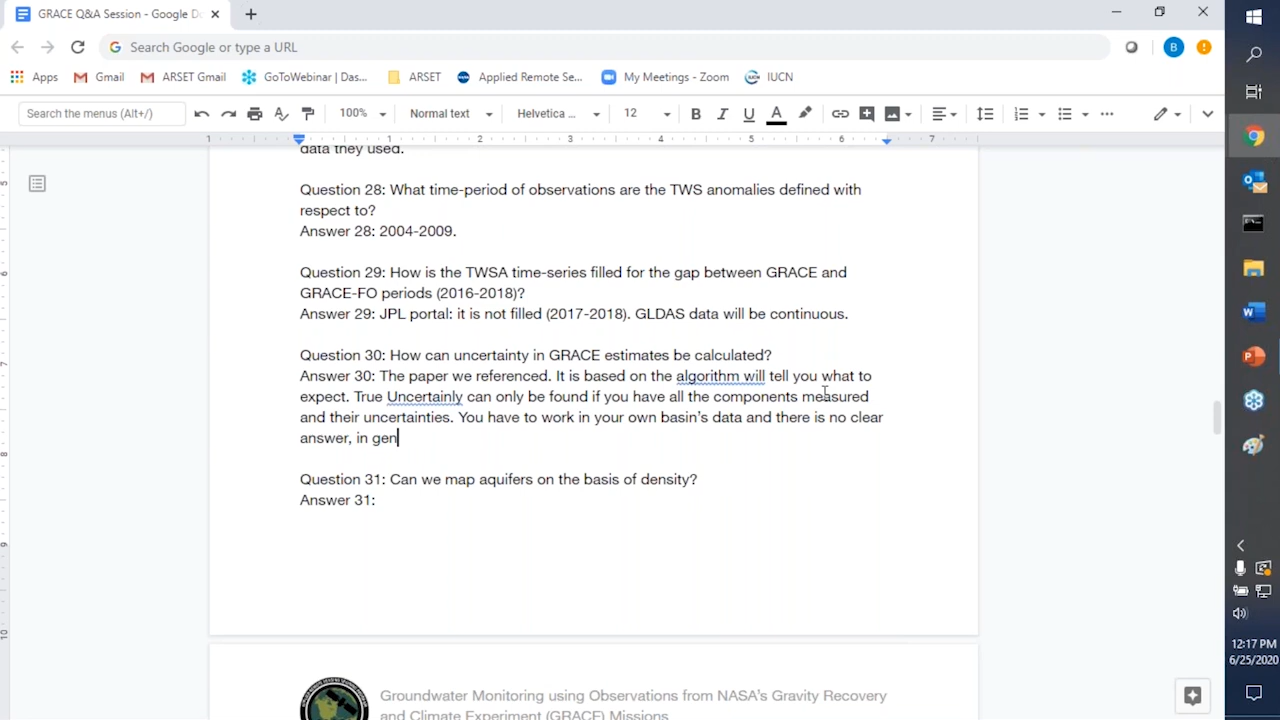 GRACE Q&A Session - Google Do
Search Google or type a URL
B
Apps Gmail ARSET Gmail GoToWebinar | Das... ARSET Applied Remote Se... My Meetings - Zoom IUCN
Search the menus (Alt+/) 100% Normal text Helvetica ... 12 B I U A
1 1 2 3 4 5 6 7
data they used.
Question 28: What time-period of observations are the TWS anomalies defined with
respect to?
Answer 28: 2004-2009.
Question 29: How is the TWSA time-series filled for the gap between GRACE and
GRACE-FO periods (2016-2018)?
Answer 29: JPL portal: it is not filled (2017-2018). GLDAS data will be continuous.
Question 30: How can uncertainty in GRACE estimates be calculated?
Answer 30: The paper we referenced. It is based on the algorithm will tell you what to
expect. True Uncertainly can only be found if you have all the components measured
and their uncertainties. You have to work in your own basin's data and there is no clear
answer, in gen
Question 31: Can we map aquifers on the basis of density?
Answer 31:
Groundwater Monitoring using Observations from NASA's Gravity Recovery
and Climate Experiment (GRACE) Missions
12:17 PM
6/25/2020